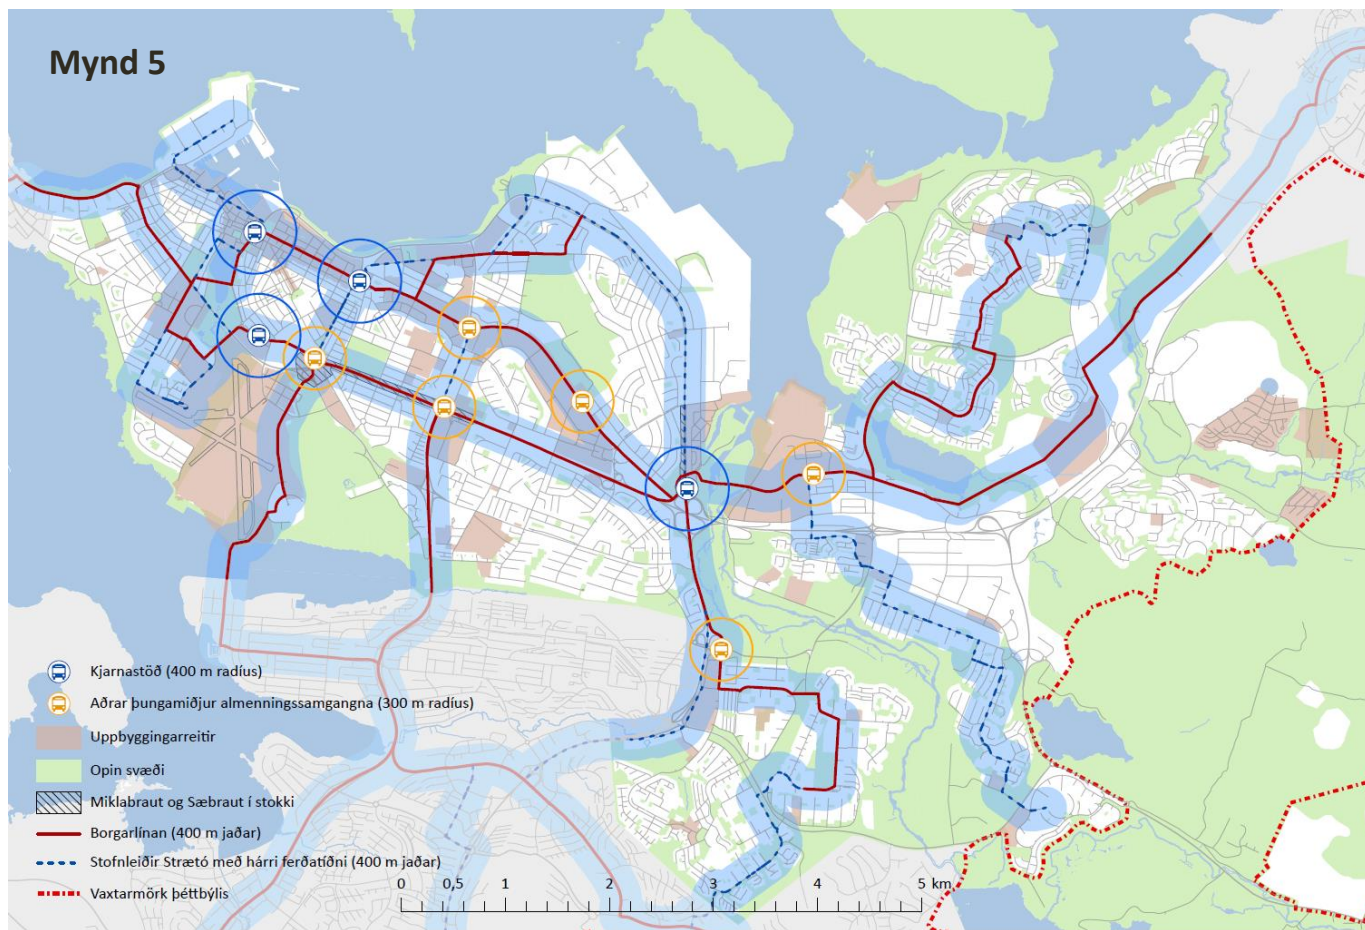 Mynd 5
Kjarnastöð (400 m radíus)
Aðrar þungamiðjur almenningssamgangna (300 m radíus)
Uppbyggingarreitir
Opin svæði
Miklabraut og Sæbraut í stokki
Borgarlínan (400 m jaðar)
Stofnleiðir Strætó með hárri ferðatíðni (400 m jaðar)
Vaxtarmörk þéttbýlis
0 0,5 1 2 3 4 5 km